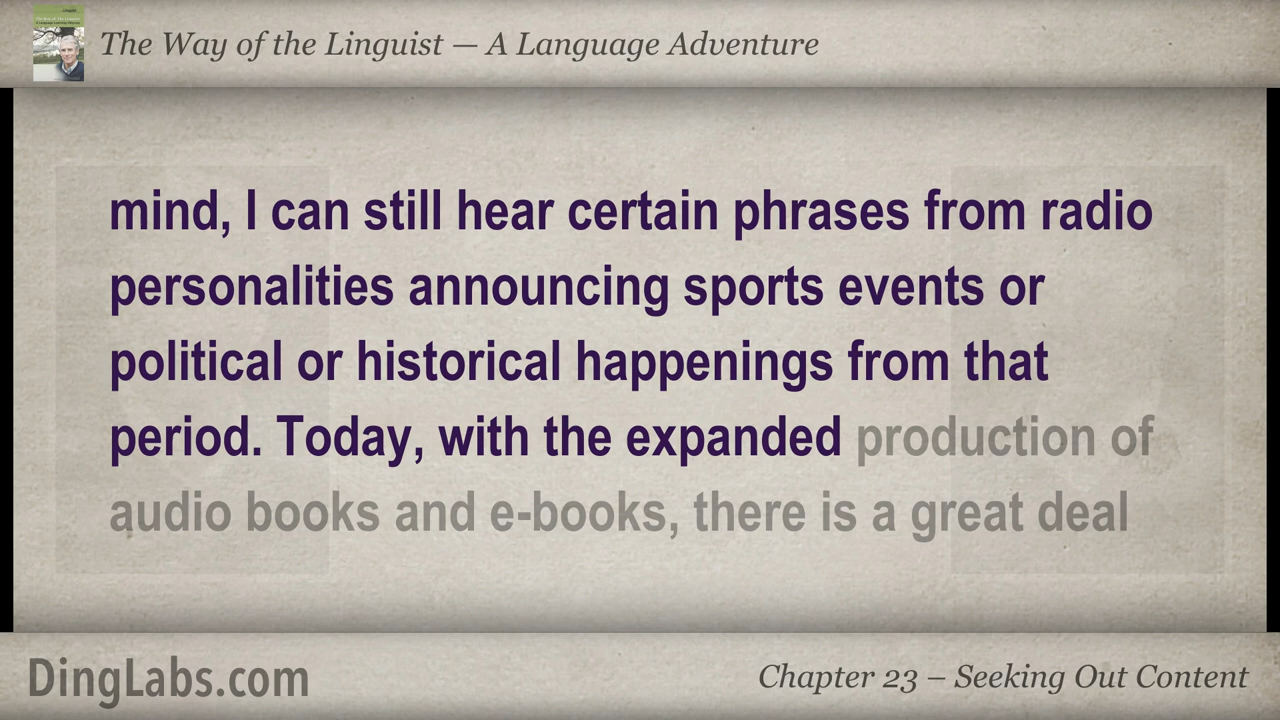 The Way of the Linguist — A Language Adventure
mind, I can still hear certain phrases from radio
personalities announcing sports events or
political or historical happenings from that
period. Today, with the expanded production of
audio books and e-books, there is a great deal
DingLabs.com
Chapter 23 – Seeking Out Content